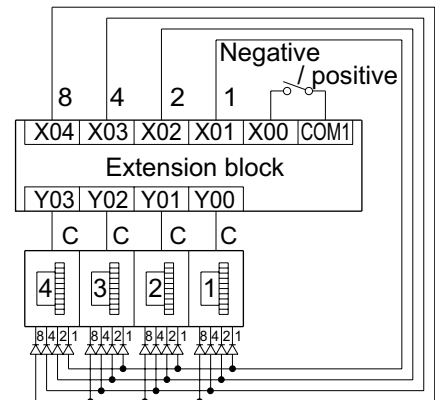 Negative
/ positive
8 4 2 1
X04 X03 X02 X01 X00 COM1
Extension block
Y03 Y02 Y01 Y00
C C C C
4 3 2 1
8 4 2 1 8 4 2 1 8 4 2 1 8 4 2 1